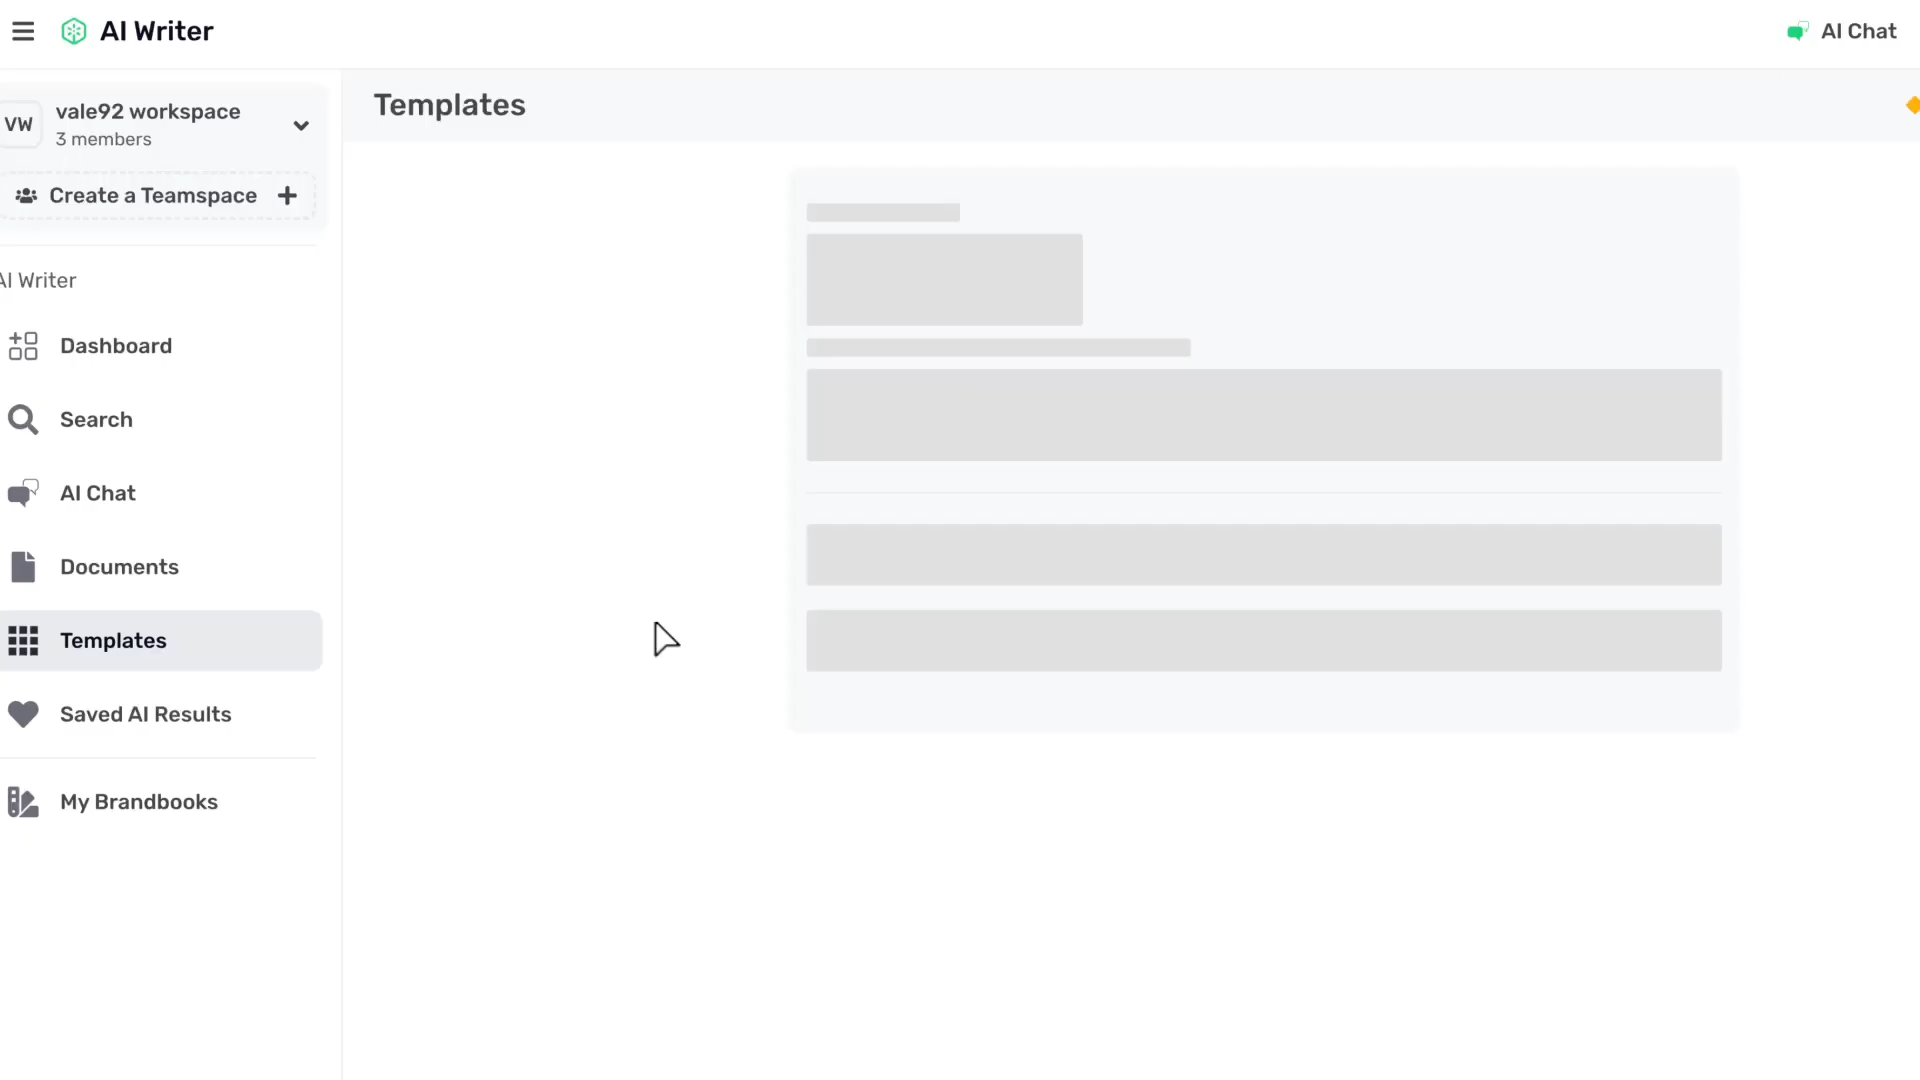 AI Writer
AI Chat
VW
vale92 workspace
3 members
Create a Teamspace
AI Writer
Dashboard
Search
AI Chat
Documents
Templates
Saved AI Results
My Brandbooks
Templates